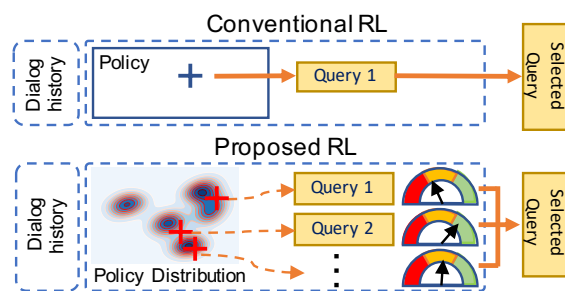 Conventional RL
Dialog
history
Policy
Query 1
Selected
Query
Proposed RL
Dialog
history
Query 1
Query 2
Policy Distribution
Selected
Query